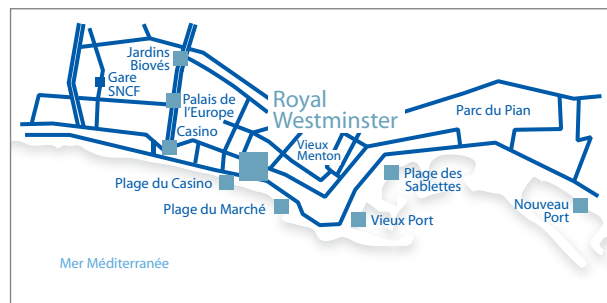 Jardins
Biovés
Gare
SNCF
Palais de
l'Europe
Royal
Westminster
Casino
Vieux
Menton
Parc du Pian
Plage du Casino
Plage des
Sablettes
Plage du Marché
Vieux Port
Nouveau
Port
Mer Méditerranée